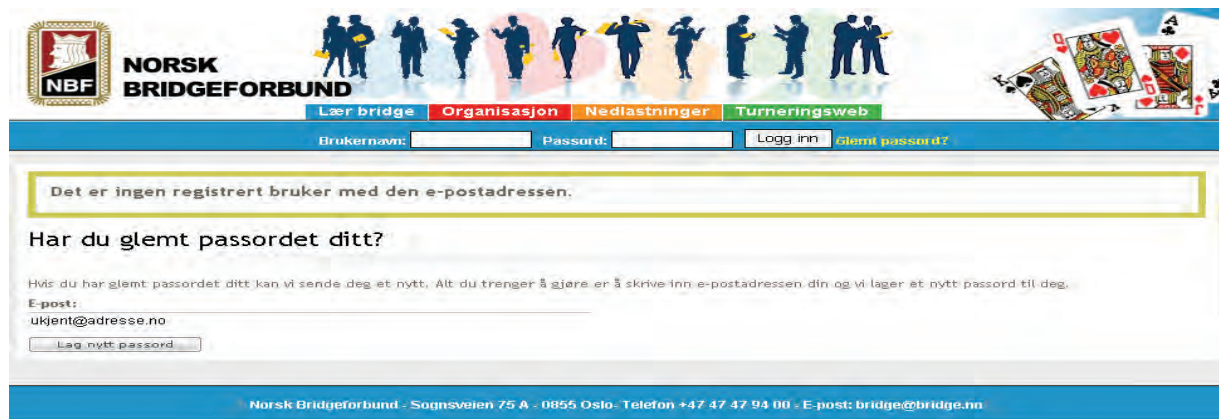 NBF
NORSK
BRIDGEFORBUND
Lær bridge Organisasjon Nedlastninger Turneringsweb
Brukernavn: Passord: Logg inn Glemt passord?
Det er ingen registrert bruker med den e-postadressen.
Har du glemt passordet ditt?
Hvis du har glemt passordet ditt kan vi sende deg et nytt. Alt du trenger å gjøre er å skrive inn e-postadressen din og vi lager et nytt passord til deg.
E-post:
ukjent@adresse.no
Lag nytt passord
Norsk Bridgeforbund - Sognsveien 75 A - 0855 Oslo- Telefon +47 47 47 94 00 - E-post: bridge@bridge.no